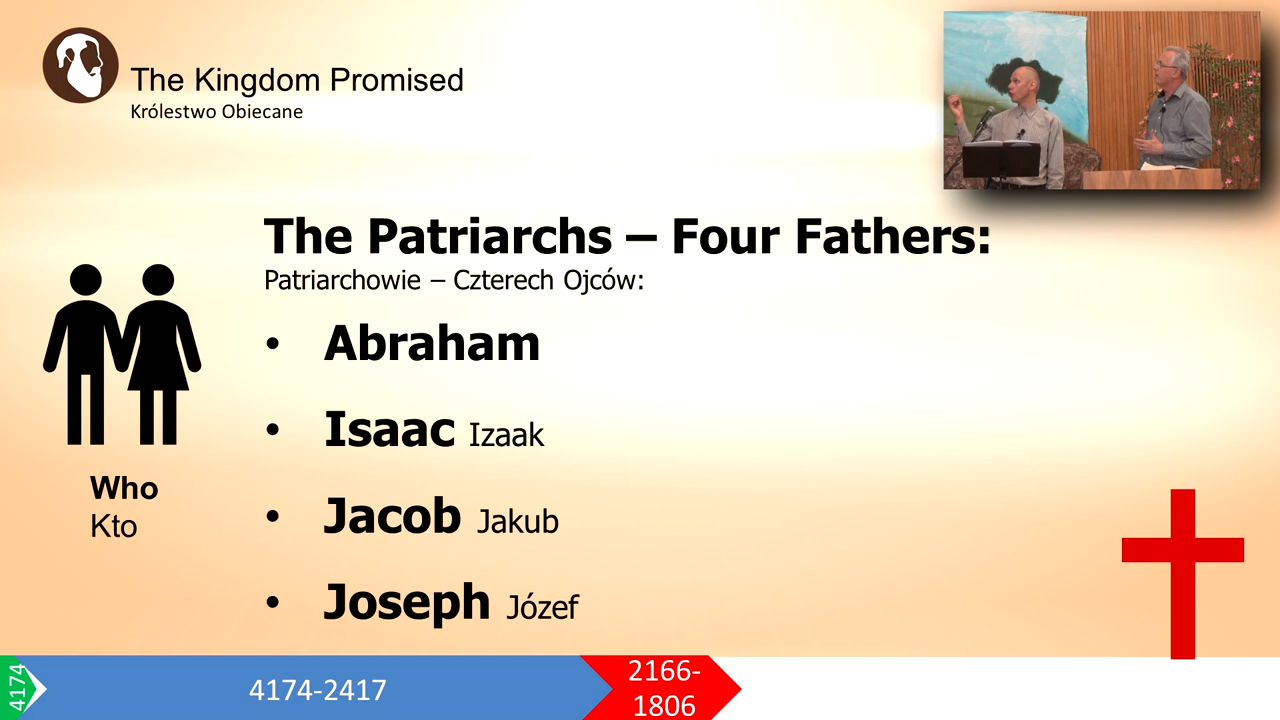 The Kingdom Promised
Królestwo Obiecane
The Patriarchs – Four Fathers:
Patriarchowie – Czterech Ojców:
• Abraham
• Isaac Izaak
• Jacob Jakub
• Joseph Józef
Who
Kto
4174
4174-2417
2166-
1806